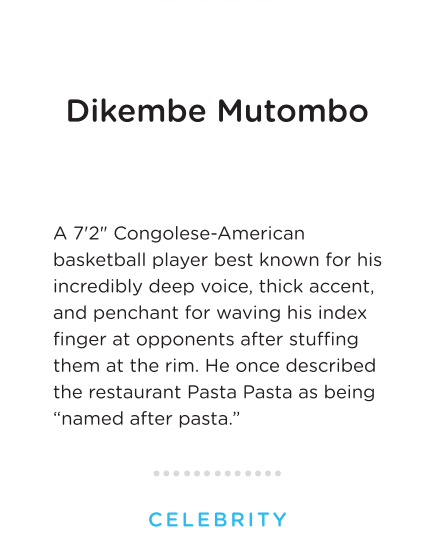 Dikembe Mutombo
A 7'2" Congolese-American
basketball player best known for his
incredibly deep voice, thick accent,
and penchant for waving his index
finger at opponents after stuffing
them at the rim. He once described
the restaurant Pasta Pasta as being
“named after pasta.”
CELEBRITY